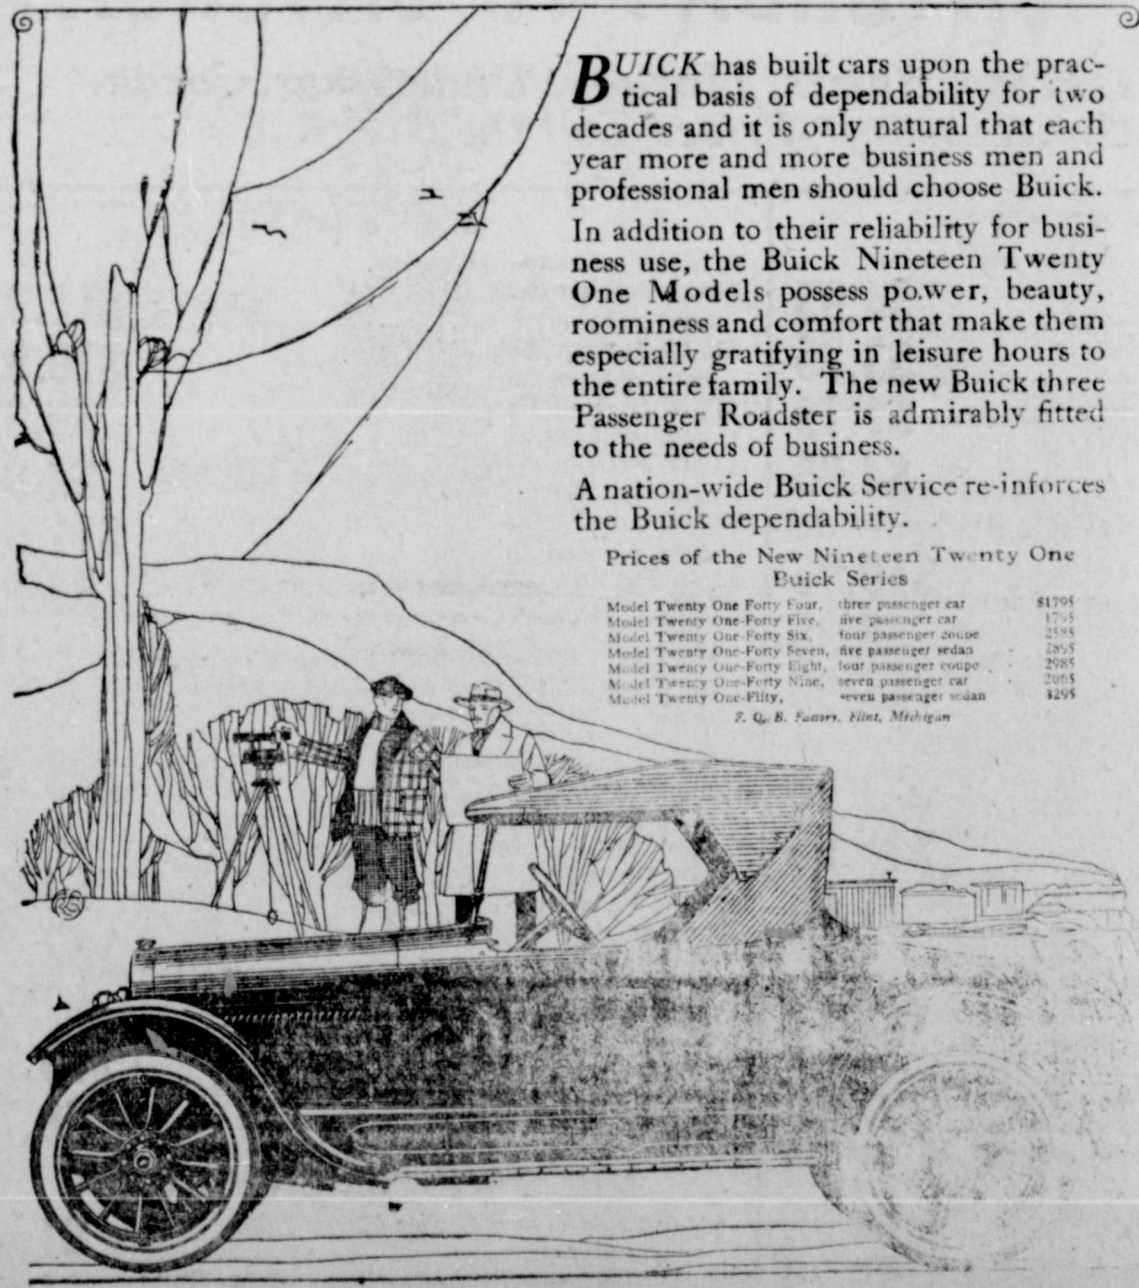 BUICK has built cars upon the prac-
tical basis of dependability for two
decades and it is only natural that each
year more and more business men and
professional men should choose Buick.
In addition to their reliability for busi-
ness use, the Buick Nineteen Twenty
One Models possess po.wer, beauty,
roominess and comfort that make them
especially gratifying in leisure hours to
the entire family. The new Buick three
Passenger Roadster is admirably fitted
to the needs of business.
A nation-wide Buick Service re-inforces
the Buick dependability.
Prices of the New Nineteen Twenty One
Buick Series
Model Twenty One Forty Four, three passenger car $1795
Model Twenty One-Forty Five, five passenger car 1795
Model Twenty One-Forty Six, four passenger coupe 2585
Model Twenty One-Forty Seven, five passenger sedan 2895
Model Twenty One-Forty Eight, four passenger coupe 2985
Model Twenty One-Forty Nine, seven passenger car 2065
Model Twenty One-Fifty, seven passenger sedan 3295
F. O. B. Factory, Flint, Michigan